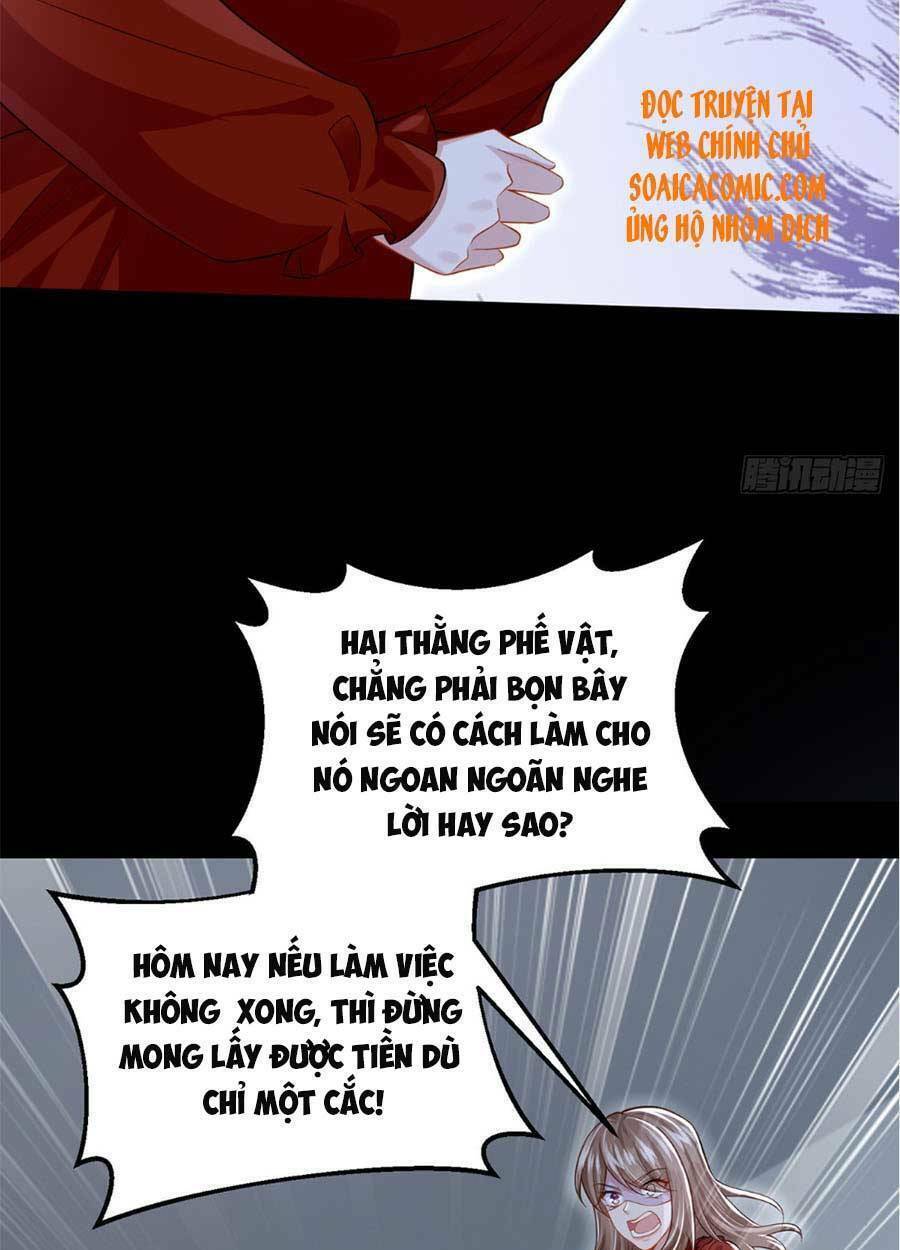 ĐỌC TRUYỆN TẠI
WEB CHÍNH CHỦ
SOAICACOMIC.COM
ỦNG HỘ NHÓM DỊCH
腾讯动漫
HAI THẰNG PHẾ VẬT,
CHẲNG PHẢI BỌN BÂY
NÓI SẼ CÓ CÁCH LÀM CHO
NÓ NGOAN NGOÃN NGHE
LỜI HAY SAO?
HÔM NAY NẾU LÀM VIỆC
KHÔNG XONG, THÌ ĐỪNG
MONG LẤY ĐƯỢC TIỀN DÙ
CHỈ MỘT CẮC!